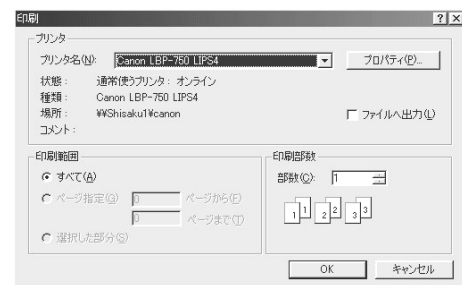 印刷
プリンタ
プリンタ名(N): Canon LBP-750 LIPS4 プロパティ(P)...
状態: 通常使うプリンタ: オンライン
種類: Canon LBP-750 LIPS4
場所: ¥¥Shisaku1¥canon
コメント:
ファイルへ出力(L)
印刷範囲
すべて(A)
ページ指定(G) 0 ページから(F)
0 ページまで(T)
選択した部分(S)
印刷部数
部数(C): 1
1 1 2 2 3 3
OK キャンセル